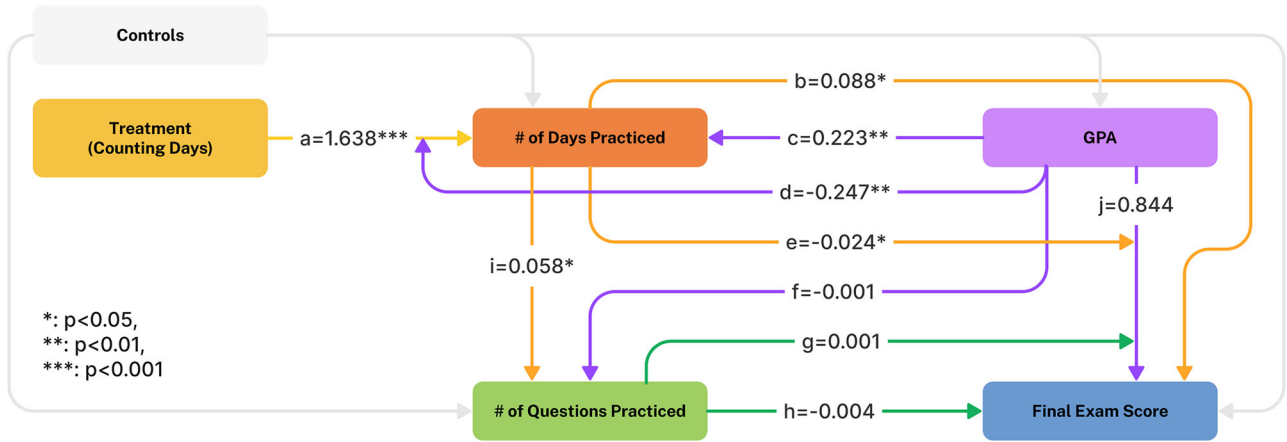 Controls
b=0.088*
Treatment
(Counting Days)
a=1.638***
# of Days Practiced
c=0.223**
GPA
d=-0.247**
j=0.844
e=-0.024*
i=0.058*
f=-0.001
*: p<0.05,
**: p<0.01,
***: p<0.001
g=0.001
# of Questions Practiced
h=-0.004
Final Exam Score